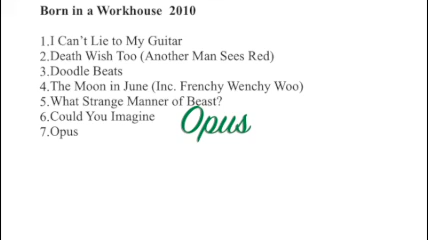 Born in a Workhouse  2010
1.I Can't Lie to My Guitar
2.Death Wish Too (Another Man Sees Red)
3.Doodle Beats
4.The Moon in June (Inc. Frenchy Wenchy Woo)
5.What Strange Manner of Beast?
6.Could You Imagine
7.Opus
Opus